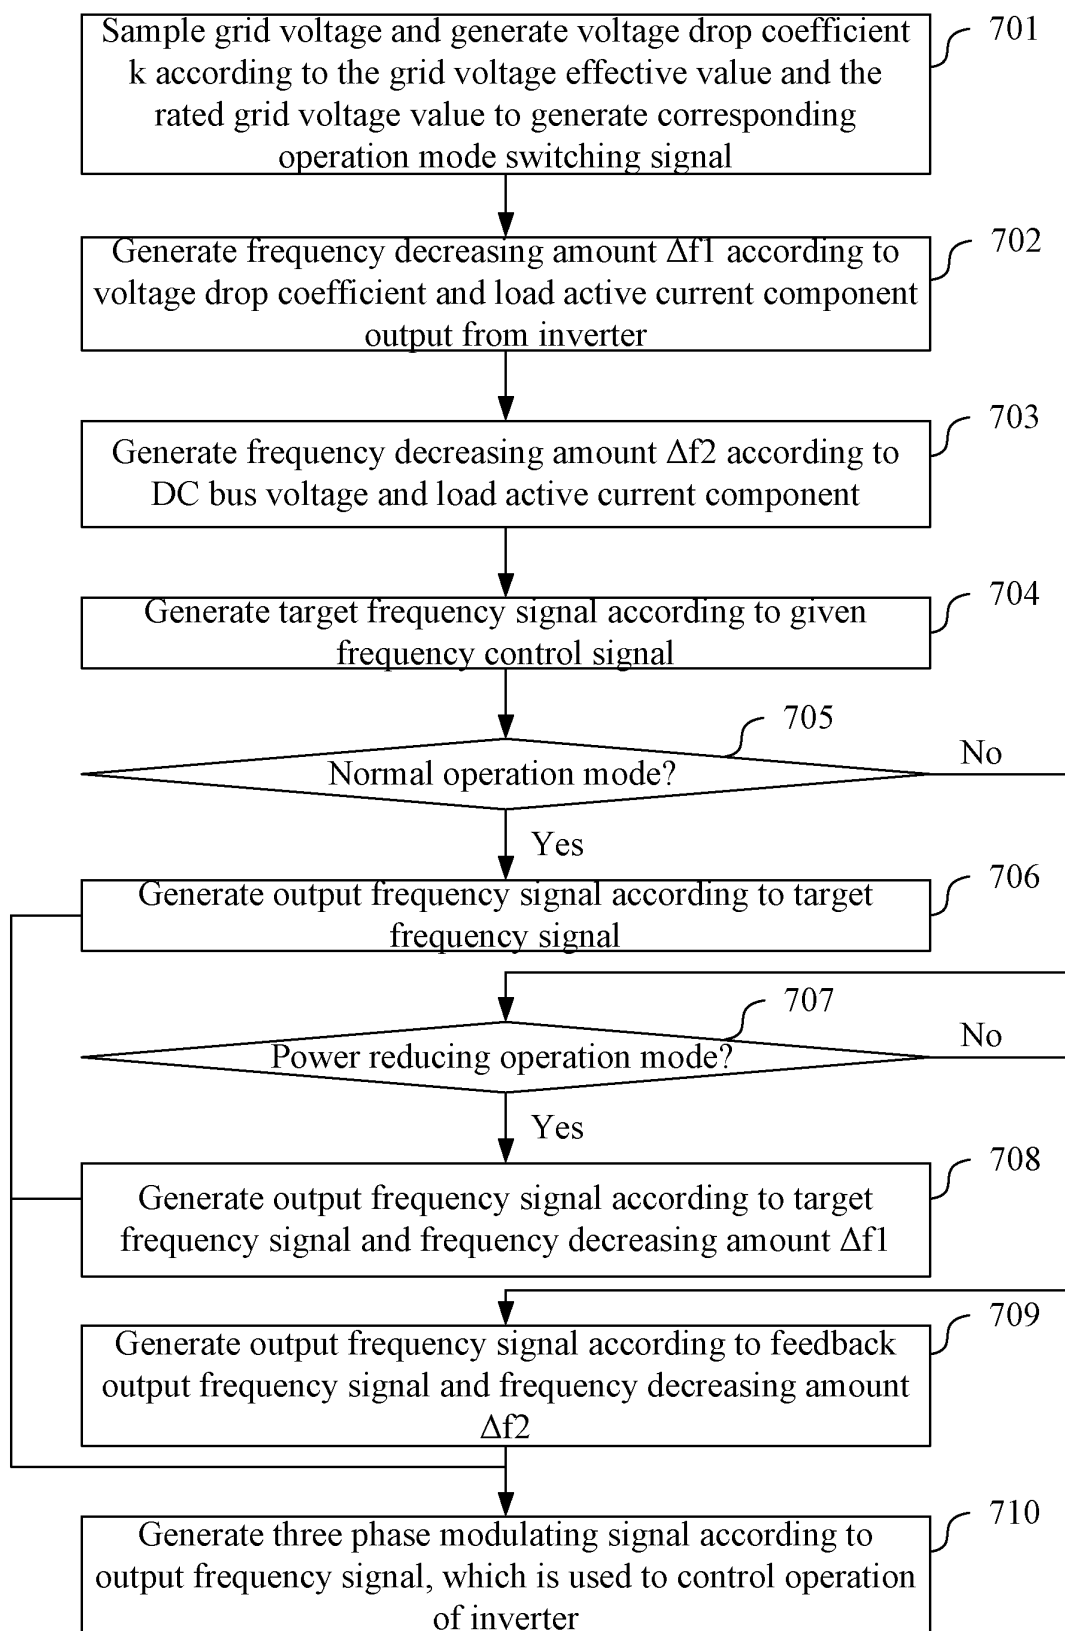 Sample grid voltage and generate voltage drop coefficient
k according to the grid voltage effective value and the
rated grid voltage value to generate corresponding
operation mode switching signal
701
Generate frequency decreasing amount Δf1 according to
voltage drop coefficient and load active current component
output from inverter
702
Generate frequency decreasing amount Δf2 according to
DC bus voltage and load active current component
703
Generate target frequency signal according to given
frequency control signal
704
Normal operation mode?
705
No
Yes
Generate output frequency signal according to target
frequency signal
706
Power reducing operation mode?
707
No
Yes
Generate output frequency signal according to target
frequency signal and frequency decreasing amount Δf1
708
Generate output frequency signal according to feedback
output frequency signal and frequency decreasing amount
Δf2
709
Generate three phase modulating signal according to
output frequency signal, which is used to control operation
of inverter
710